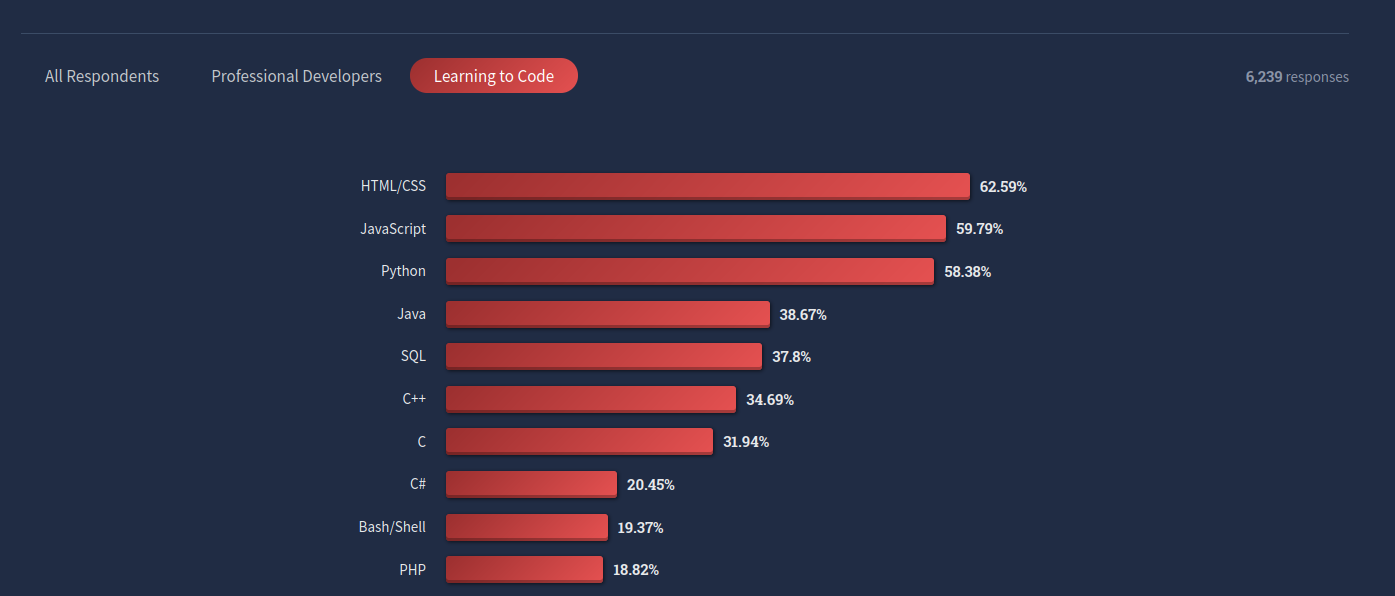 All Respondents Professional Developers Learning to Code 6,239 responses
HTML/CSS 62.59%
JavaScript 59.79%
Python 58.38%
Java 38.67%
SQL 37.8%
C++ 34.69%
C 31.94%
C# 20.45%
Bash/Shell 19.37%
PHP 18.82%